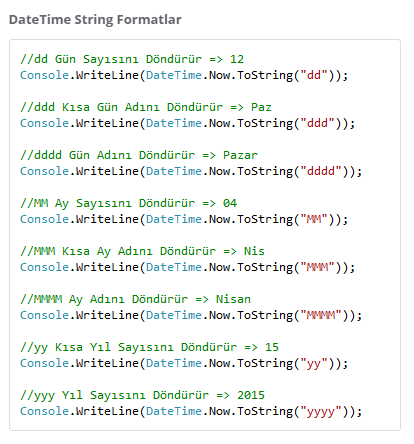 DateTime String Formatlar
//dd Gün Sayısını Döndürür => 12
Console.WriteLine(DateTime.Now.ToString("dd"));
//ddd Kısa Gün Adını Döndürür => Paz
Console.WriteLine(DateTime.Now.ToString("ddd"));
//dddd Gün Adını Döndürür => Pazar
Console.WriteLine(DateTime.Now.ToString("dddd"));
//MM Ay Sayısını Döndürür => 04
Console.WriteLine(DateTime.Now.ToString("MM"));
//MMM Kısa Ay Adını Döndürür => Nis
Console.WriteLine(DateTime.Now.ToString("MMM"));
//MMMM Ay Adını Döndürür => Nisan
Console.WriteLine(DateTime.Now.ToString("MMMM"));
//yy Kısa Yıl Sayısını Döndürür => 15
Console.WriteLine(DateTime.Now.ToString("yy"));
//yyy Yıl Sayısını Döndürür => 2015
Console.WriteLine(DateTime.Now.ToString("yyyy"));